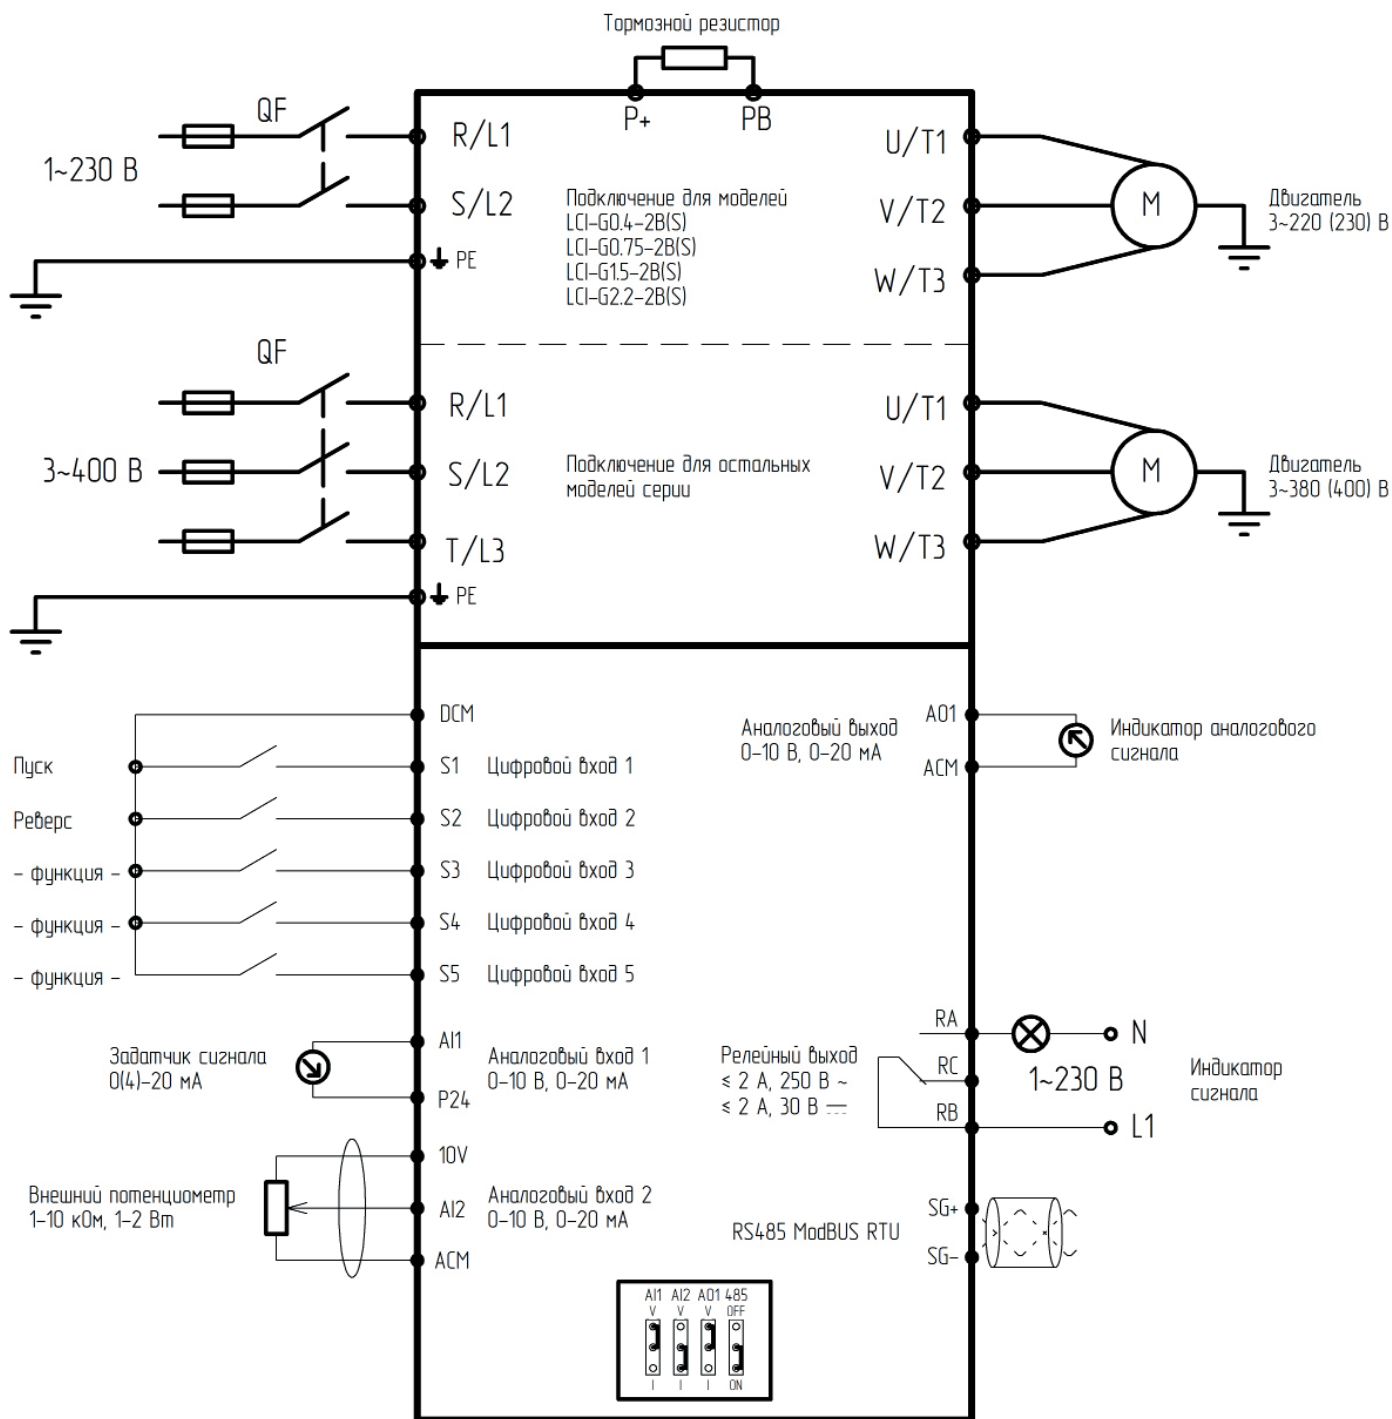 Тормозной резистор
P+
PB
QF
1~230 В
R/L1
S/L2
PE
Подключение для моделей
LCI-G0.4-2B(S)
LCI-G0.75-2B(S)
LCI-G1.5-2B(S)
LCI-G2.2-2B(S)
U/T1
V/T2
W/T3
M
Двигатель
3~220 (230) В
QF
3~400 В
R/L1
S/L2
T/L3
PE
Подключение для остальных
моделей серии
U/T1
V/T2
W/T3
M
Двигатель
3~380 (400) В
DCM
Пуск
S1 Цифровой вход 1
Реверс
S2 Цифровой вход 2
- функция -
S3 Цифровой вход 3
- функция -
S4 Цифровой вход 4
- функция -
S5 Цифровой вход 5
Аналоговый выход
0-10 В, 0-20 мА
AO1
ACM
Индикатор аналогового
сигнала
Задатчик сигнала
0(4)-20 мА
AI1
P24
Аналоговый вход 1
0-10 В, 0-20 мА
Релейный выход
≤ 2 А, 250 В ~
≤ 2 А, 30 В ⎓
RA
RC
RB
N
1~230 В
L1
Индикатор
сигнала
Внешний потенциометр
1-10 кОм, 1-2 Вт
10V
AI2
ACM
Аналоговый вход 2
0-10 В, 0-20 мА
RS485 ModBUS RTU
SG+
SG-
AI1 AI2 AO1 485
V V V OFF
I I I ON